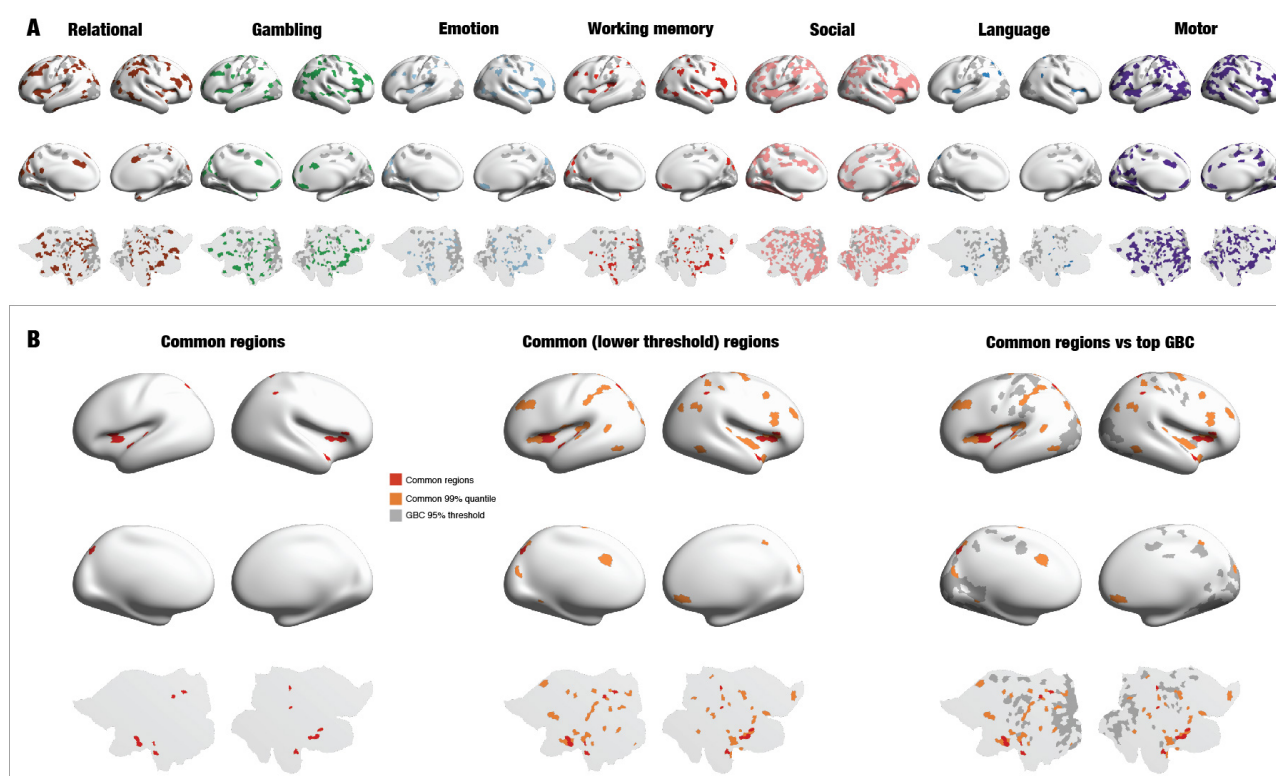 A
Relational
Gambling
Emotion
Working memory
Social
Language
Motor
B
Common regions
Common (lower threshold) regions
Common regions vs top GBC
Common regions
Common 99% quantile
GBC 95% threshold